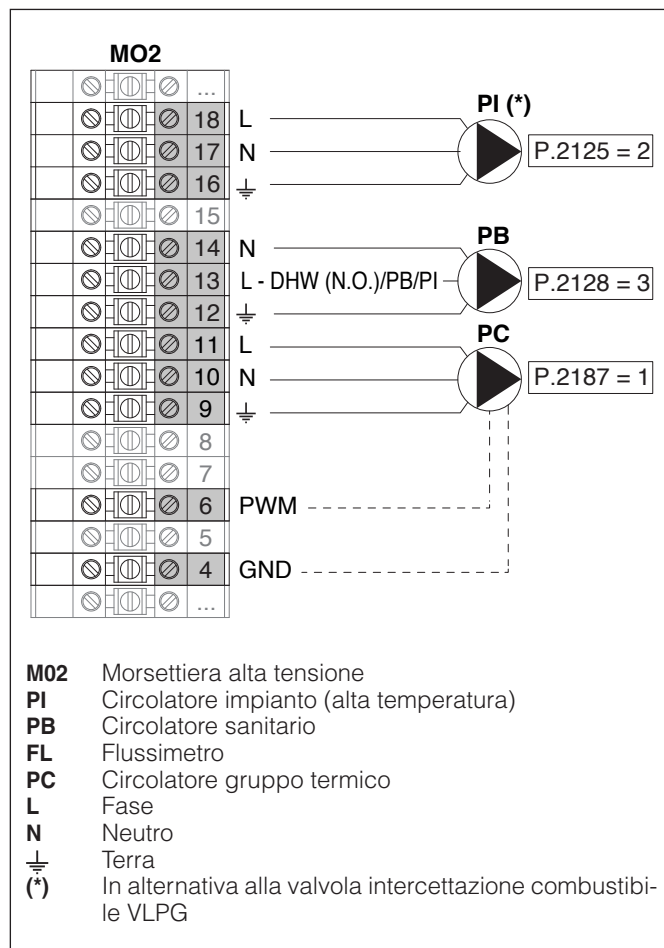 MO2
...
18 L PI (*)
17 N P.2125 = 2
16 ⏚
15
14 N PB
13 L - DHW (N.O.)/PB/PI P.2128 = 3
12 ⏚
11 L PC
10 N P.2187 = 1
9 ⏚
8
7
6 PWM
5
4 GND
...
M02 Morsettiera alta tensione
PI Circolatore impianto (alta temperatura)
PB Circolatore sanitario
FL Flussimetro
PC Circolatore gruppo termico
L Fase
N Neutro
⏚ Terra
(*) In alternativa alla valvola intercettazione combustibi-
le VLPG